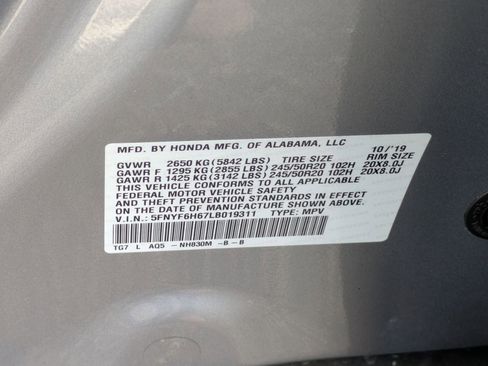 MFD. BY HONDA MFG. OF ALABAMA, LLC 10/'19
GVWR 2650 KG (5842 LBS) TIRE SIZE RIM SIZE
GAWR F 1295 KG (2855 LBS) 245/50R20 102H 20X8.0J
GAWR R 1425 KG (3142 LBS) 245/50R20 102H 20X8.0J
THIS VEHICLE CONFORMS TO ALL APPLICABLE
FEDERAL MOTOR VEHICLE SAFETY
AND THEFT PREVENTION STANDARDS IN EFFECT
ON THE DATE OF MANUFACTURE SHOWN ABOVE.
V.I.N.: 5FNYF6H67LB019311 TYPE: MPV
TG7 L AQ5 -NH830M -B -B